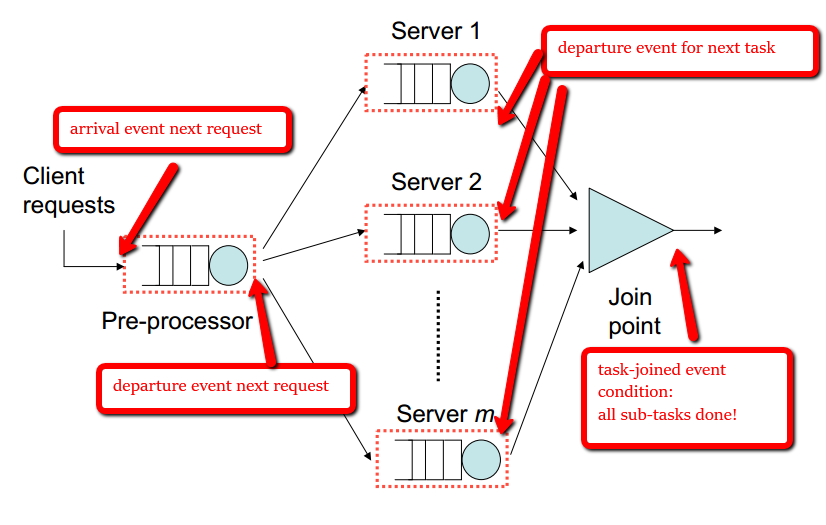 Server 1
departure event for next task
arrival event next request
Client
requests
Server 2
Pre-processor
Join
point
departure event next request
task-joined event
condition:
all sub-tasks done!
Server m